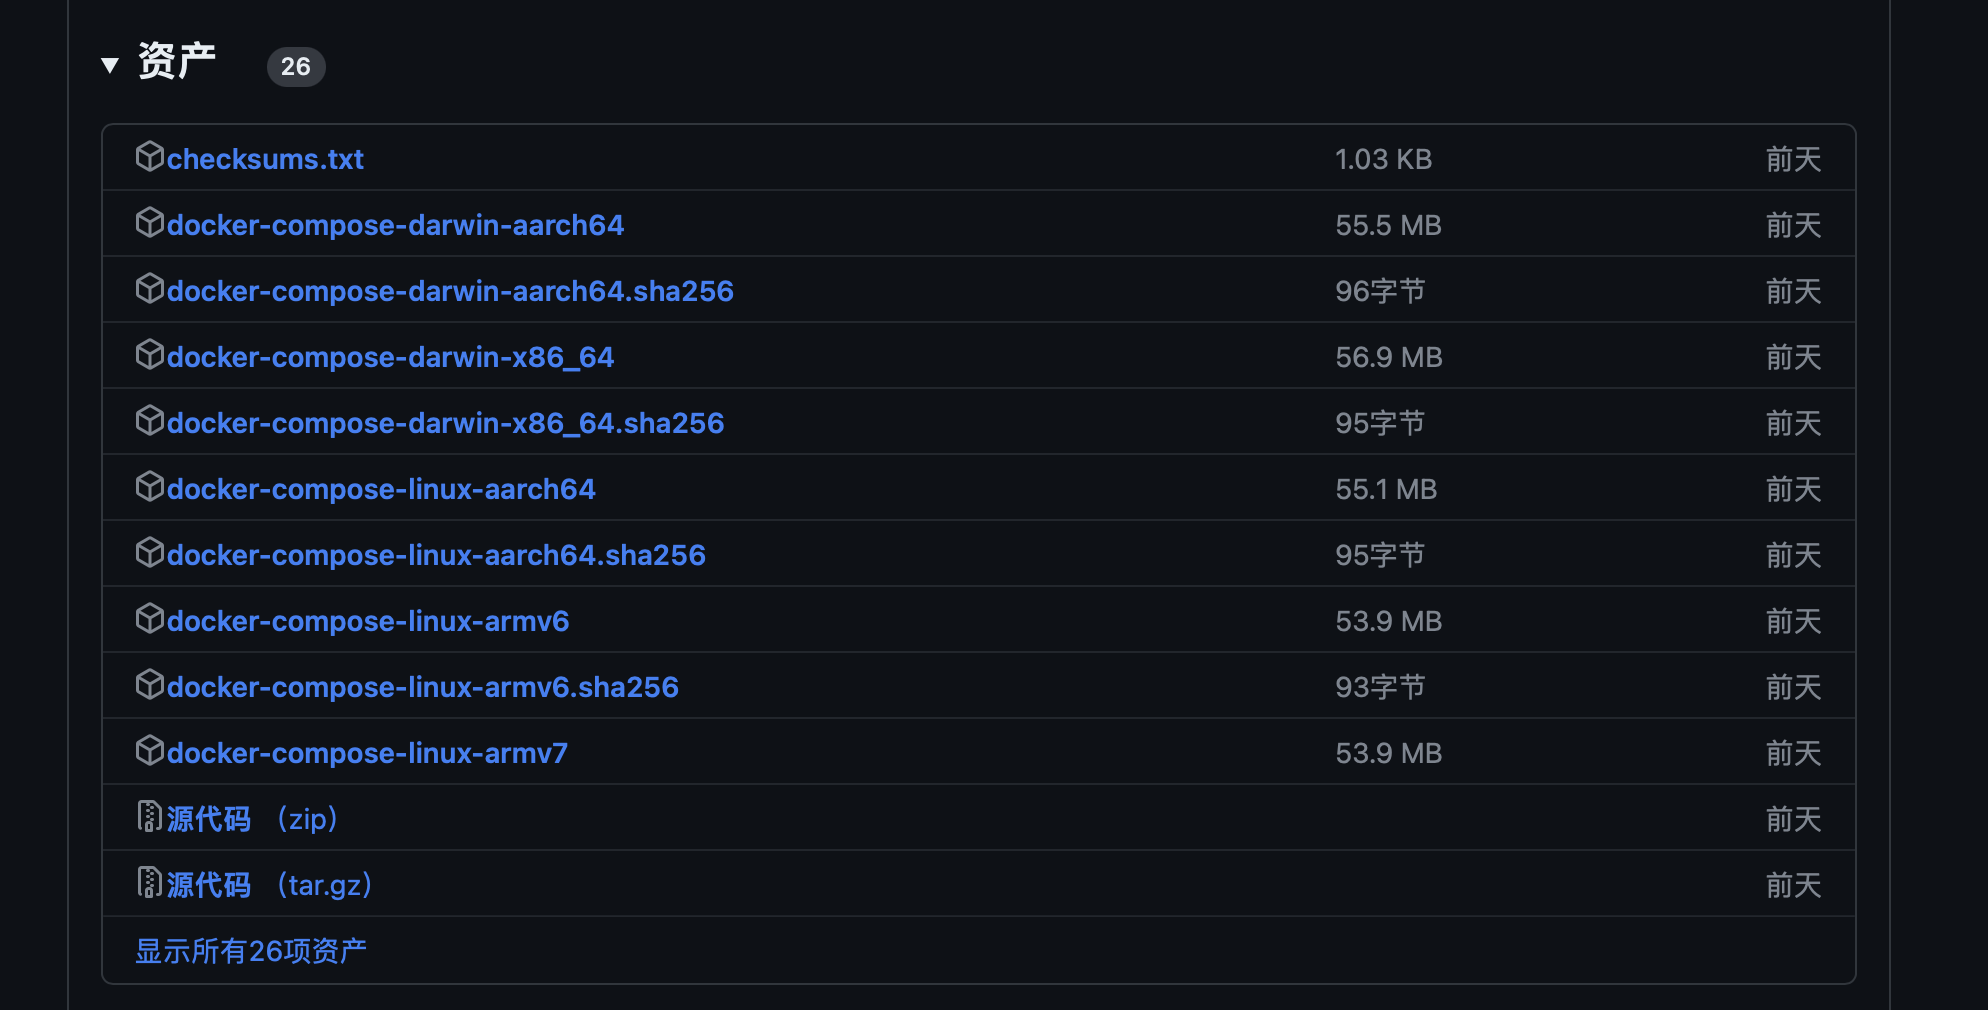 资产 26
checksums.txt 1.03 KB 前天
docker-compose-darwin-aarch64 55.5 MB 前天
docker-compose-darwin-aarch64.sha256 96字节 前天
docker-compose-darwin-x86_64 56.9 MB 前天
docker-compose-darwin-x86_64.sha256 95字节 前天
docker-compose-linux-aarch64 55.1 MB 前天
docker-compose-linux-aarch64.sha256 95字节 前天
docker-compose-linux-armv6 53.9 MB 前天
docker-compose-linux-armv6.sha256 93字节 前天
docker-compose-linux-armv7 53.9 MB 前天
源代码 （zip） 前天
源代码 （tar.gz） 前天
显示所有26项资产